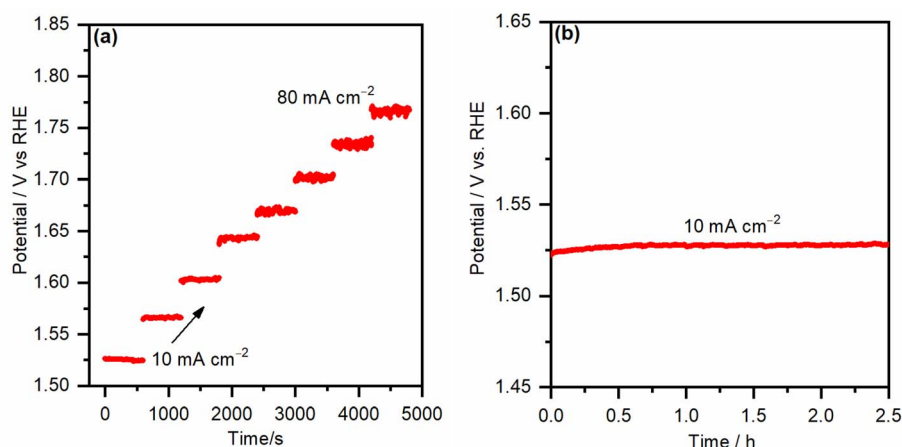 (a)
80 mA cm⁻²
10 mA cm⁻²
Potential / V vs RHE
1.85
1.80
1.75
1.70
1.65
1.60
1.55
1.50
0 1000 2000 3000 4000 5000
Time/s
(b)
10 mA cm⁻²
Potential / V vs. RHE
1.65
1.60
1.55
1.50
1.45
0.0 0.5 1.0 1.5 2.0 2.5
Time / h